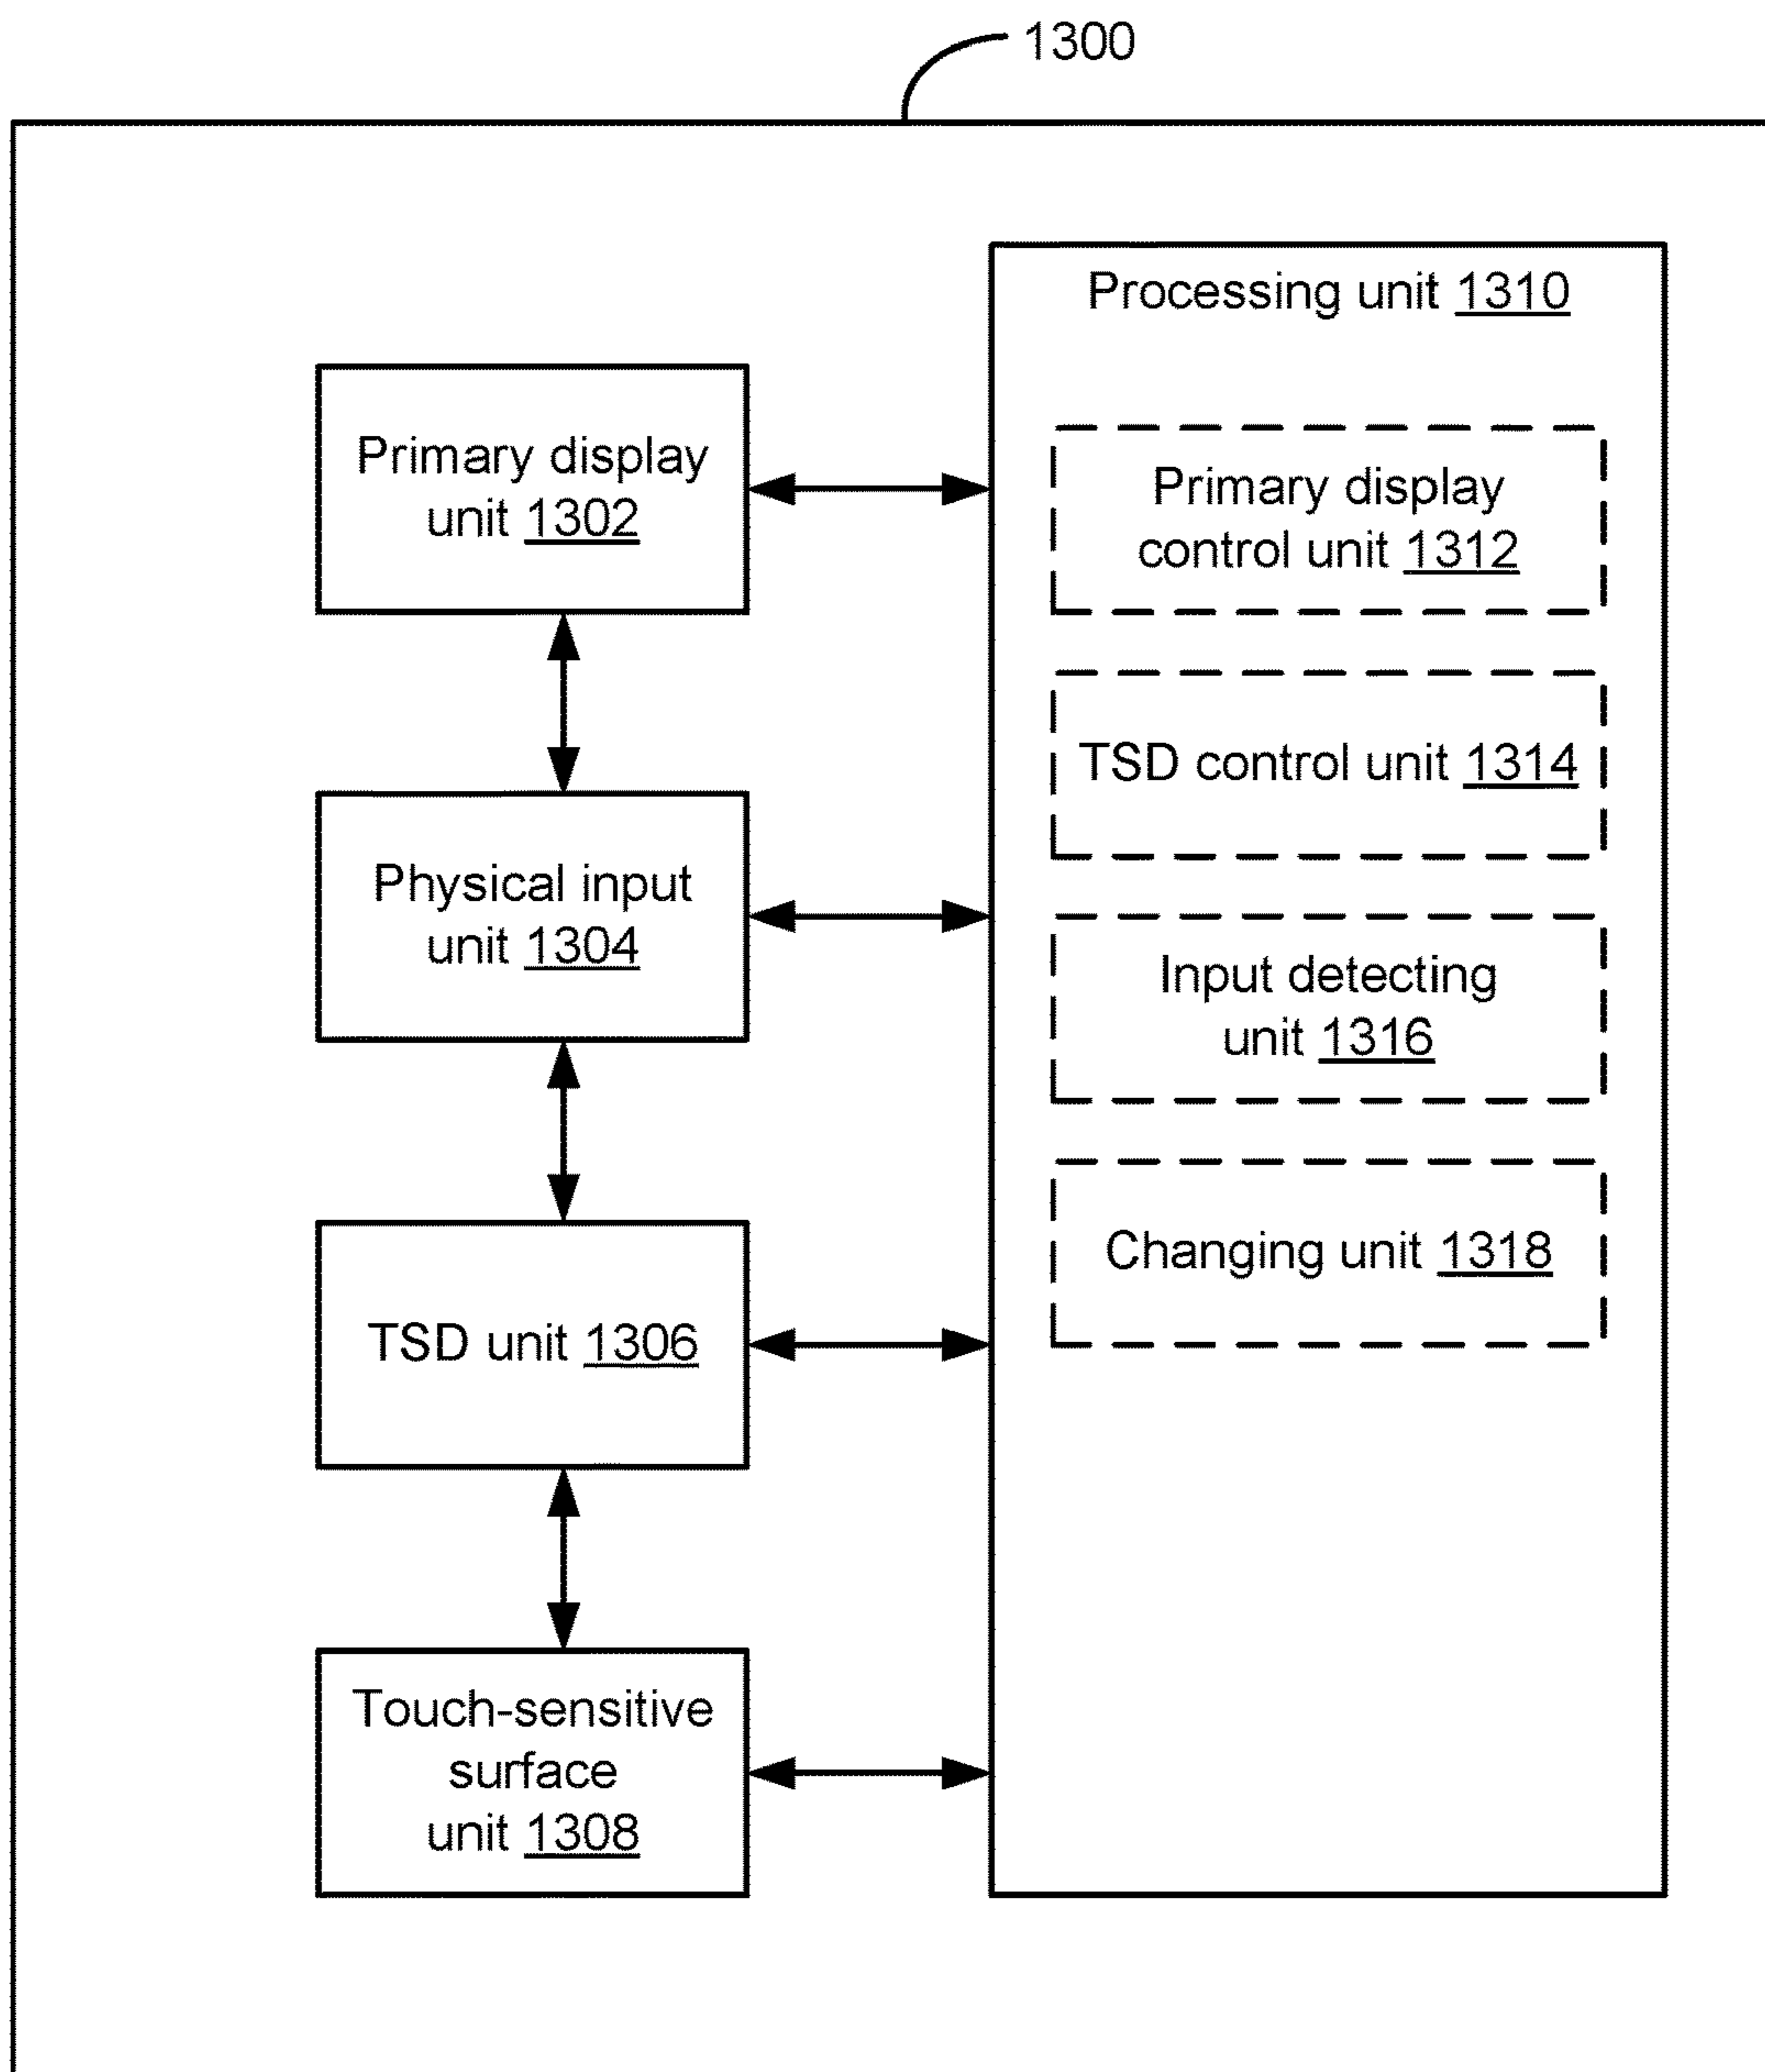 1300
Processing unit 1310
Primary display
unit 1302
Primary display
control unit 1312
TSD control unit 1314
Physical input
unit 1304
Input detecting
unit 1316
Changing unit 1318
TSD unit 1306
Touch-sensitive
surface
unit 1308